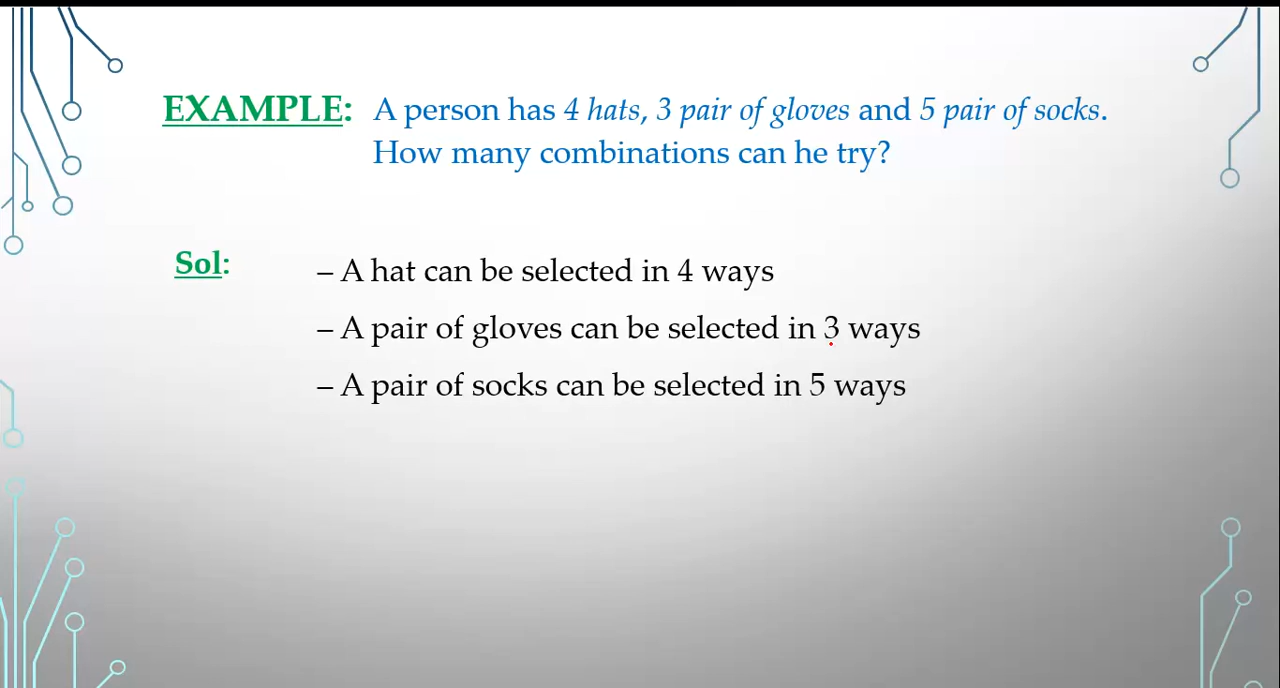 EXAMPLE: A person has 4 hats, 3 pair of gloves and 5 pair of socks.
How many combinations can he try?
Sol:
– A hat can be selected in 4 ways
– A pair of gloves can be selected in 3 ways
– A pair of socks can be selected in 5 ways